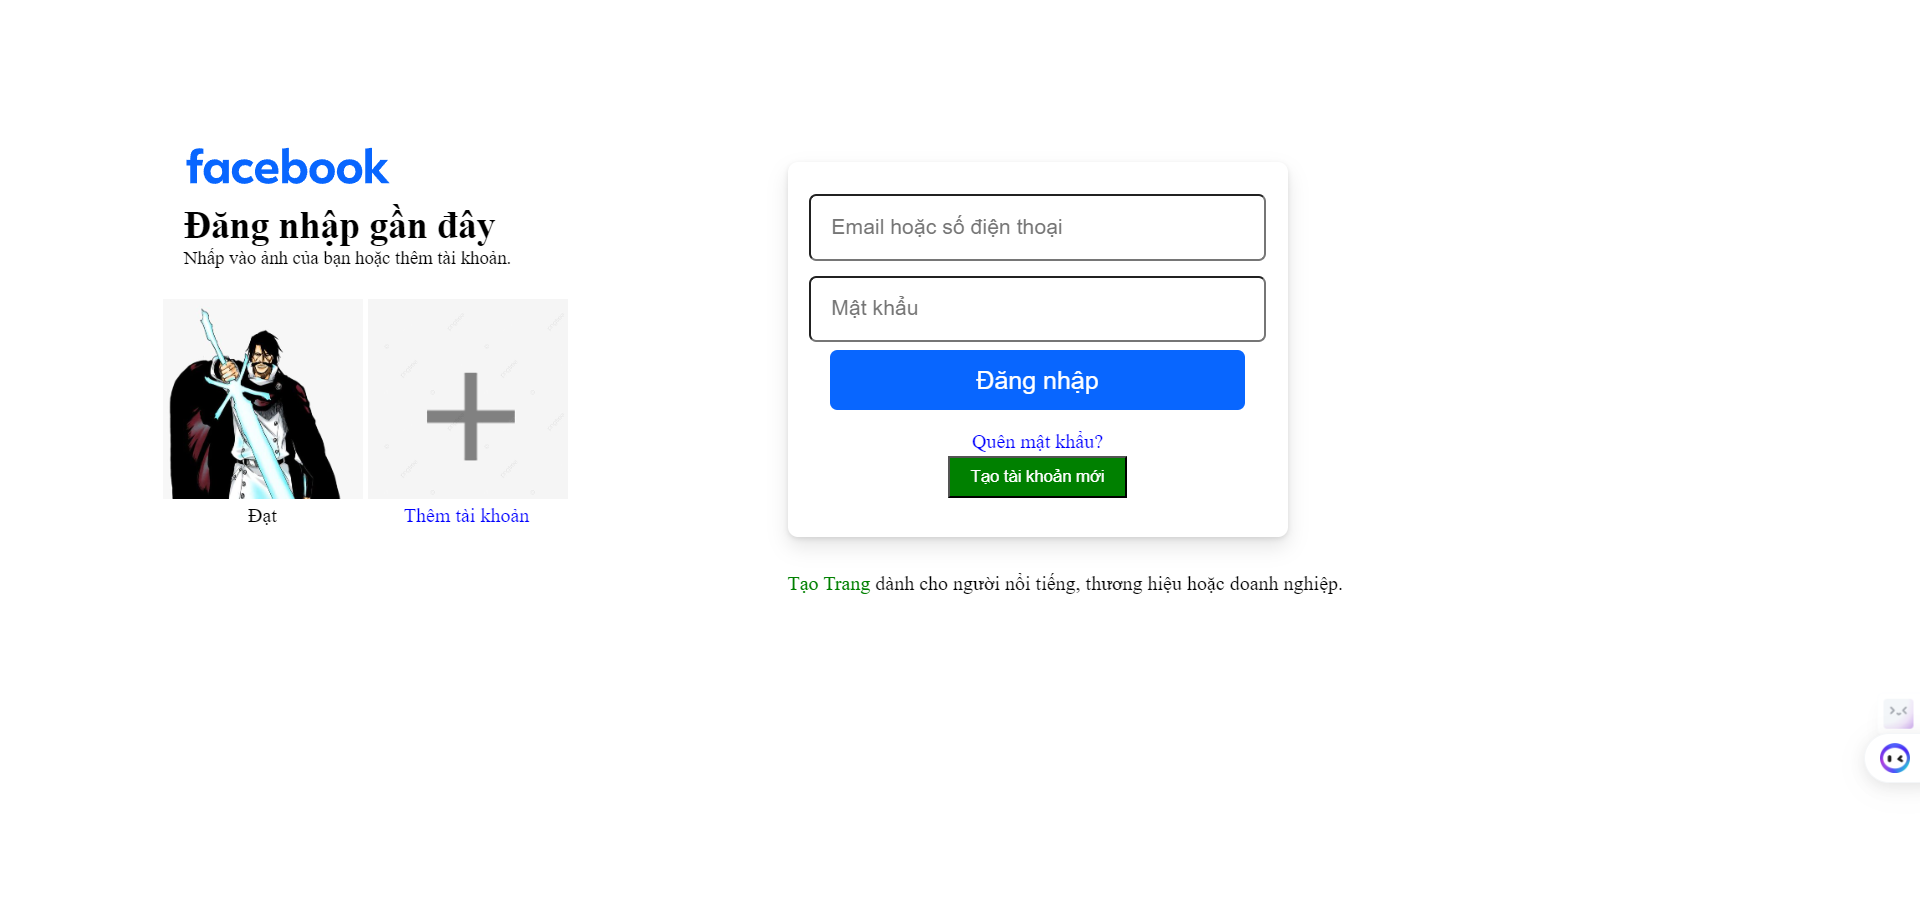 facebook
Đăng nhập gần đây
Nhấp vào ảnh của bạn hoặc thêm tài khoản.
Đạt
Thêm tài khoản
Email hoặc số điện thoại
Mật khẩu
Đăng nhập
Quên mật khẩu?
Tạo tài khoản mới
Tạo Trang dành cho người nổi tiếng, thương hiệu hoặc doanh nghiệp.